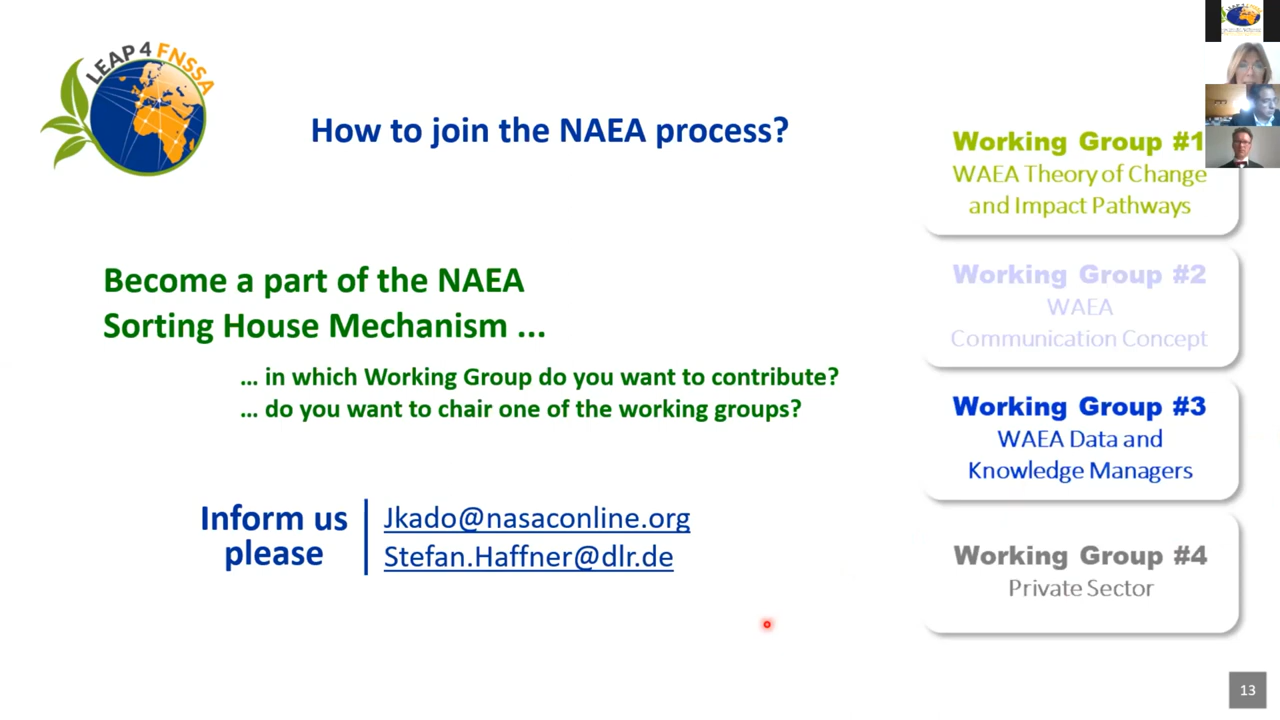 LEAP4FNSSA
How to join the NAEA process?
Become a part of the NAEA
Sorting House Mechanism ...
... in which Working Group do you want to contribute?
... do you want to chair one of the working groups?
Inform us
please
Jkado@nasaconline.org
Stefan.Haffner@dlr.de
Working Group #1
WAEA Theory of Change
and Impact Pathways
Working Group #2
WAEA
Communication Concept
Working Group #3
WAEA Data and
Knowledge Managers
Working Group #4
Private Sector
13